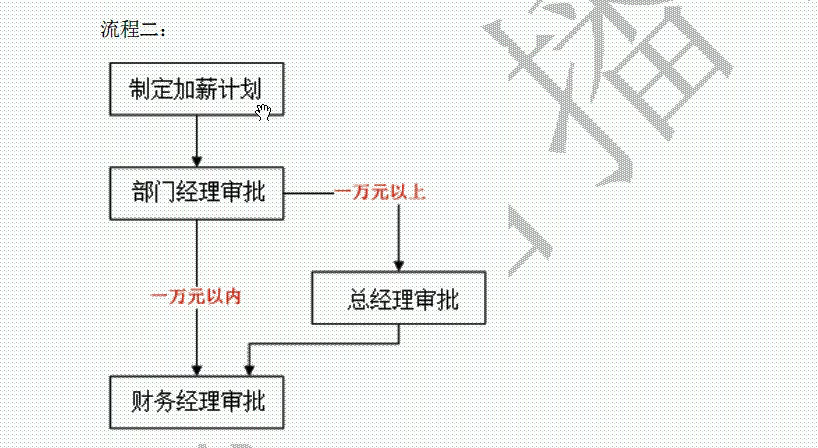 流程二：
制定加薪计划
部门经理审批
一万元以上
一万元以内
总经理审批
财务经理审批
播